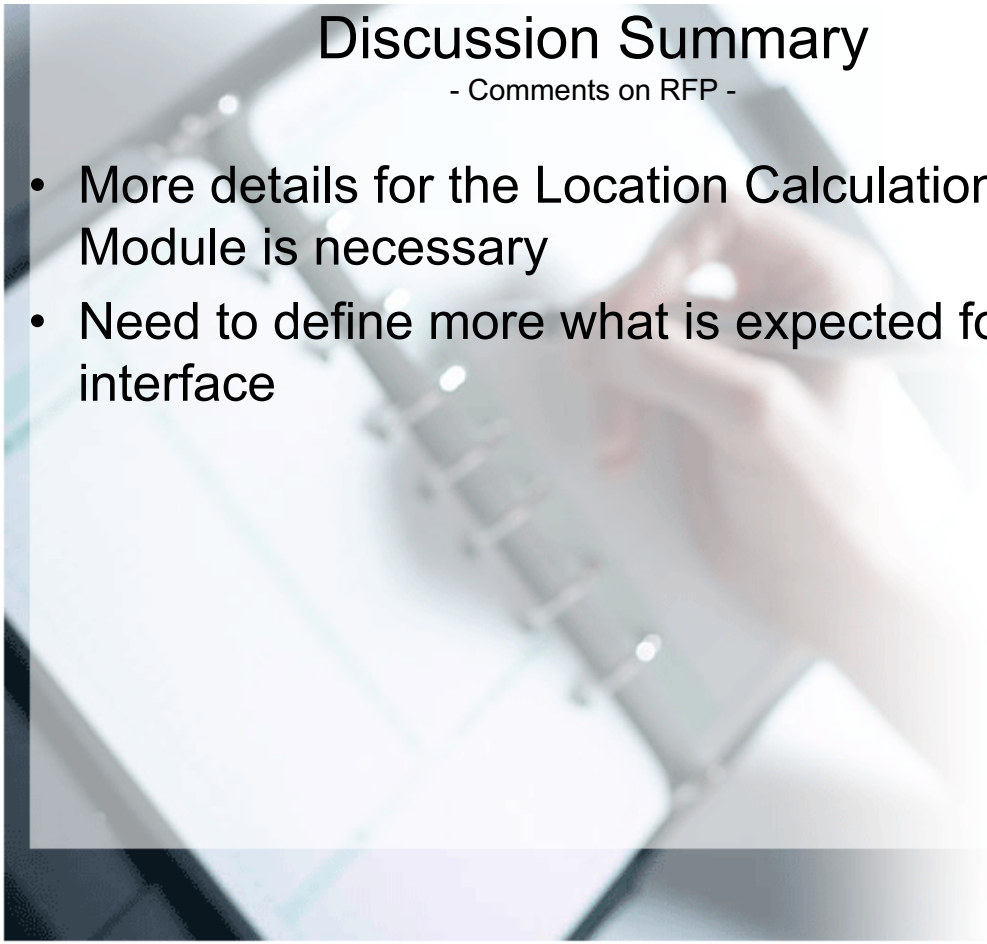 Discussion Summary
- Comments on RFP -
• More details for the Location Calculation
Module is necessary
• Need to define more what is expected fo
interface